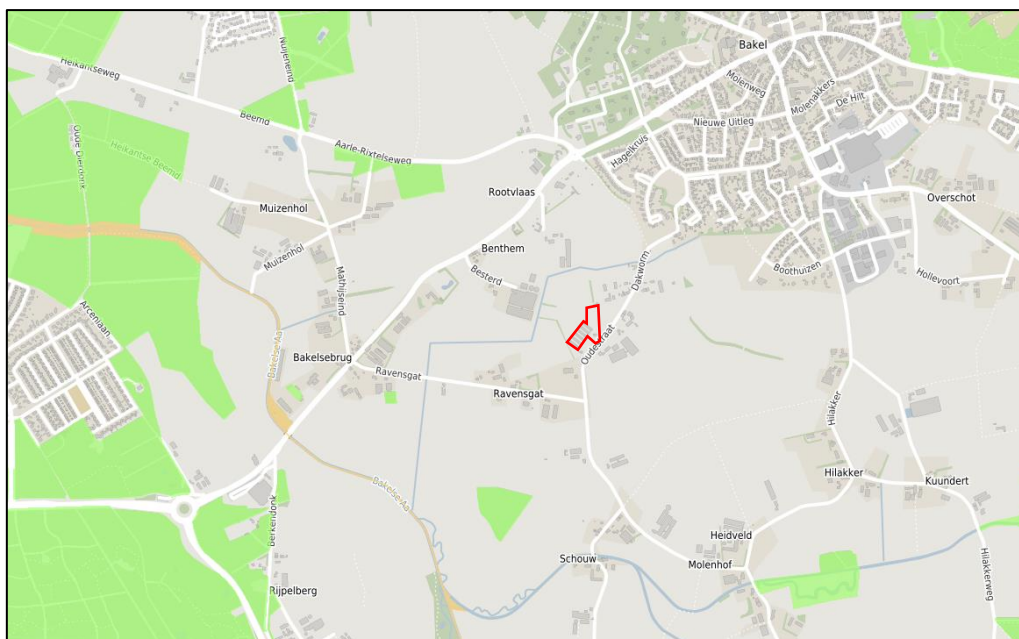 Bakel
Nuijeneind
Heikantseweg
Molenweg
Molenakkers
De Hilt
Beemd
Nieuwe Uitleg
Oude Dierdonk
Heikantse Beemd
Aarle-Rixtelseweg
Hagelkruis
Rootvlaas
Overschot
Muizenhol
Benthem
Muizenhol
Dakworm.
Boothuizen
Besterd
Hollevoort
Mathijseind
Arcenlaan
Bakelse-Aa
Oudestraat
Bakelsebrug
Ravensgat
Ravensgat
Hilakker
Bakelse-Aa
Hilakker
Kuundert
Berkendonk
Heidveld
Schouw
Molenhof
Hilakkerweg
Rijpelberg